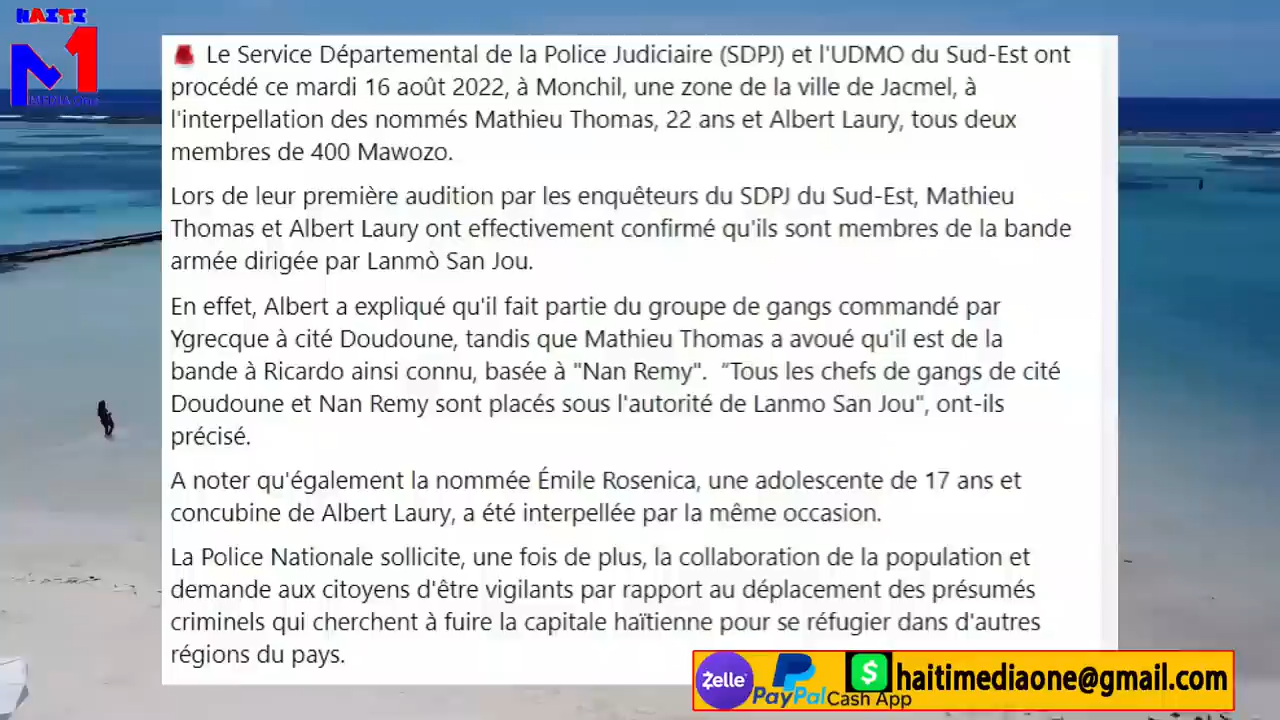 HAITI
M1
MEDIA One
Le Service Départemental de la Police Judiciaire (SDPJ) et l'UDMO du Sud-Est ont
procédé ce mardi 16 août 2022, à Monchil, une zone de la ville de Jacmel, à
l'interpellation des nommés Mathieu Thomas, 22 ans et Albert Laury, tous deux
membres de 400 Mawozo.
Lors de leur première audition par les enquêteurs du SDPJ du Sud-Est, Mathieu
Thomas et Albert Laury ont effectivement confirmé qu'ils sont membres de la bande
armée dirigée par Lanmò San Jou.
En effet, Albert a expliqué qu'il fait partie du groupe de gangs commandé par
Ygrecque à cité Doudoune, tandis que Mathieu Thomas a avoué qu'il est de la
bande à Ricardo ainsi connu, basée à "Nan Remy". “Tous les chefs de gangs de cité
Doudoune et Nan Remy sont placés sous l'autorité de Lanmo San Jou", ont-ils
précisé.
A noter qu'également la nommée Émile Rosenica, une adolescente de 17 ans et
concubine de Albert Laury, a été interpellée par la même occasion.
La Police Nationale sollicite, une fois de plus, la collaboration de la population et
demande aux citoyens d'être vigilants par rapport au déplacement des présumés
criminels qui cherchent à fuire la capitale haïtienne pour se réfugier dans d'autres
régions du pays.
Zelle PayPal $ Cash App haitimediaone@gmail.com